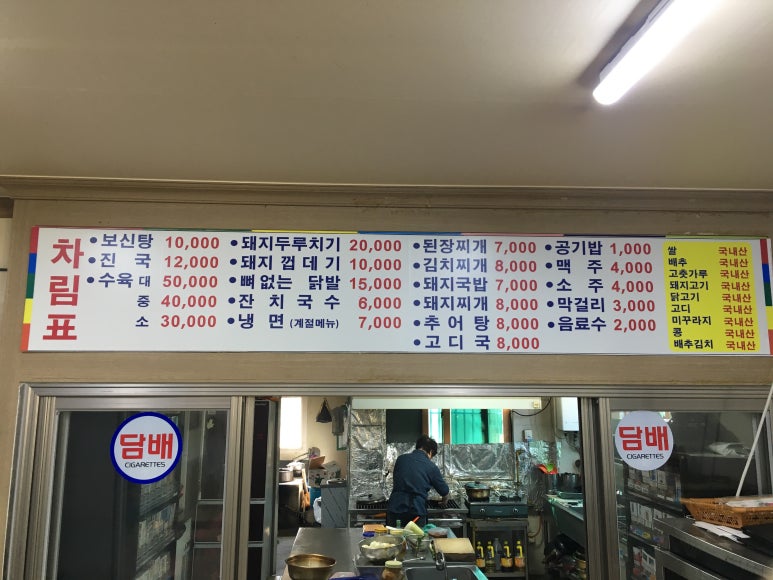 차림표
• 보신탕 10,000
• 진 국 12,000
• 수육 대 50,000
중 40,000
소 30,000
• 돼지두루치기 20,000
• 돼지 껍데기 10,000
• 뼈없는 닭발 15,000
• 잔치국수 6,000
• 냉면 (계절메뉴) 7,000
• 된장찌개 7,000
• 김치찌개 8,000
• 돼지국밥 7,000
• 돼지찌개 8,000
• 추어탕 8,000
• 고디국 8,000
• 공기밥 1,000
• 맥주 4,000
• 소주 4,000
• 막걸리 3,000
• 음료수 2,000
쌀 국내산
배추 국내산
고춧가루 국내산
돼지고기 국내산
닭고기 국내산
고디 국내산
미꾸라지 국내산
콩 국내산
배추김치 국내산
담배
CIGARETTES
담배
CIGARETTES